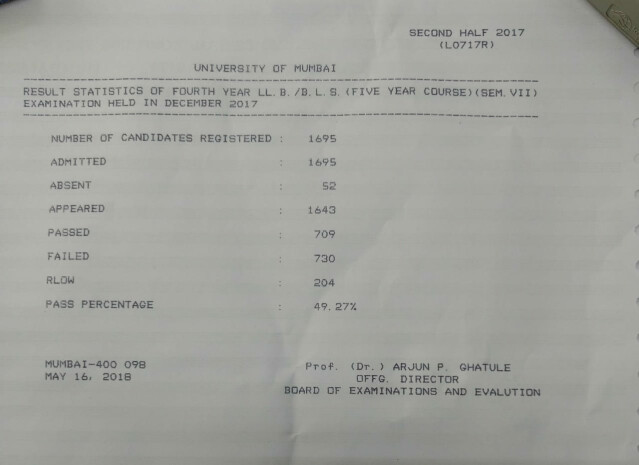 SECOND HALF 2017
(L0717R)
UNIVERSITY OF MUMBAI
RESULT STATISTICS OF FOURTH YEAR LL.B./B.L.S.(FIVE YEAR COURSE)(SEM.VII)
EXAMINATION HELD IN DECEMBER 2017
NUMBER OF CANDIDATES REGISTERED : 1695
ADMITTED : 1695
ABSENT : 52
APPEARED : 1643
PASSED : 709
FAILED : 730
RLOW : 204
PASS PERCENTAGE : 49.27%
MUMBAI-400 098 Prof. (Dr.) ARJUN P. GHATULE
MAY 16, 2018 OFFG. DIRECTOR
BOARD OF EXAMINATIONS AND EVALUTION